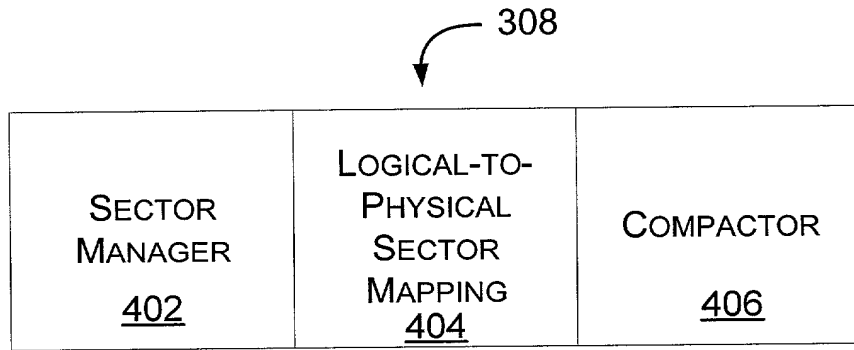 308
SECTOR
MANAGER
402
LOGICAL-TO-
PHYSICAL
SECTOR
MAPPING
404
COMPACTOR
406